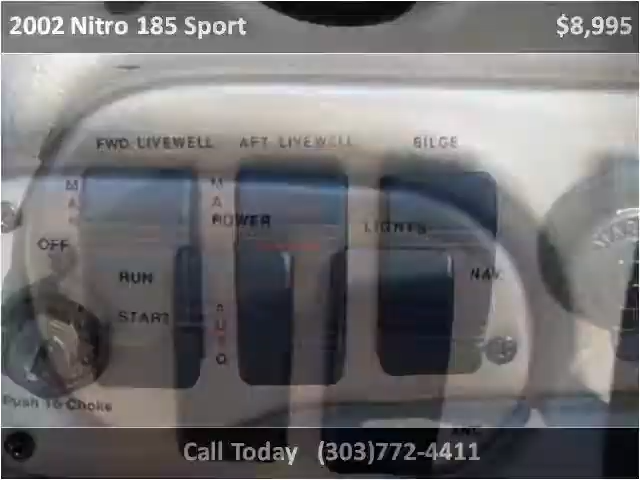 2002 Nitro 185 Sport $8,995
FWD LIVEWELL AFT LIVEWELL BILGE
POWER LIGHTS
OFF
NAV
RUN
START
AUTO
Push To Choke
ANC
Call Today (303)772-4411